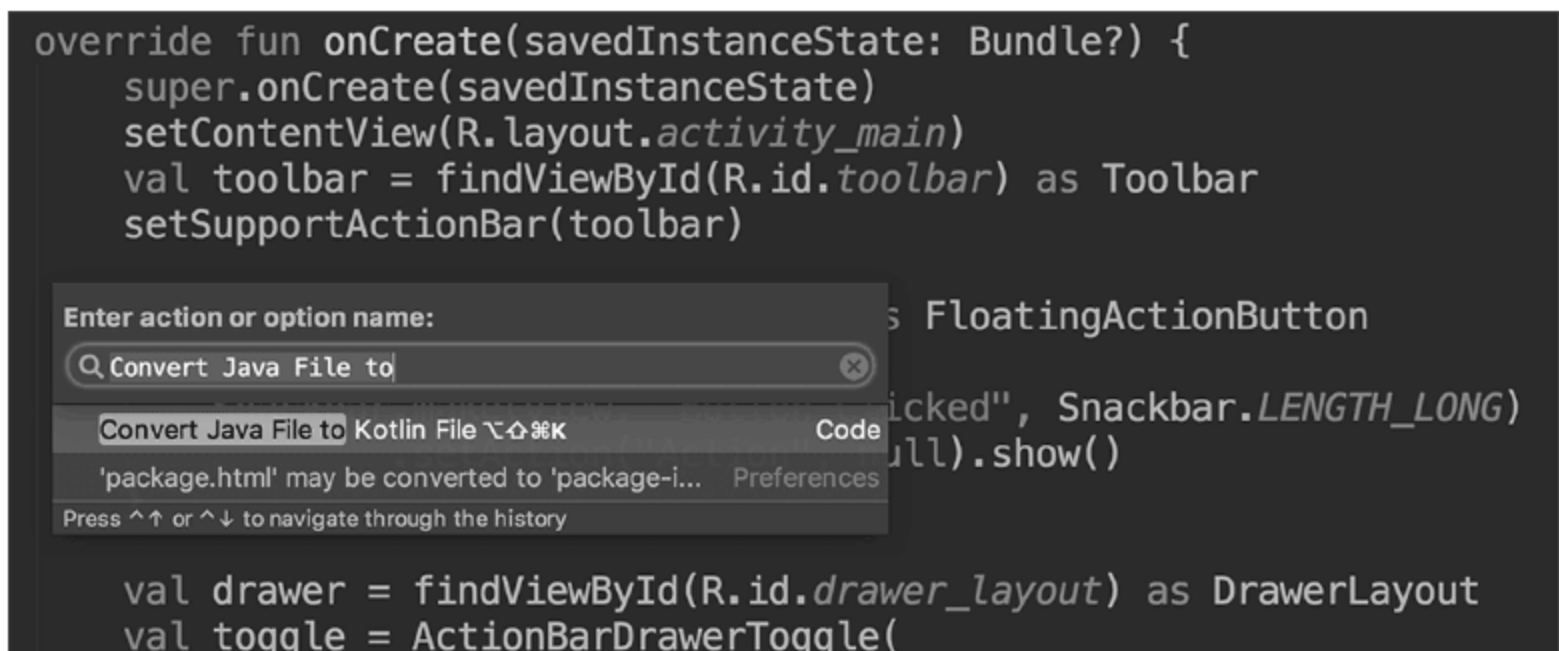 override fun onCreate(savedInstanceState: Bundle?) {
super.onCreate(savedInstanceState)
setContentView(R.layout.activity_main)
val toolbar = findViewById(R.id.toolbar) as Toolbar
setSupportActionBar(toolbar)
Enter action or option name:
s FloatingActionButton
Convert Java File to
icked", Snackbar.LENGTH_LONG)
Convert Java File to Kotlin File ⌥⇧⌘K Code
ull).show()
'package.html' may be converted to 'package-i... Preferences
Press ^↑ or ^↓ to navigate through the history
val drawer = findViewById(R.id.drawer_layout) as DrawerLayout
val toggle = ActionBarDrawerToggle(